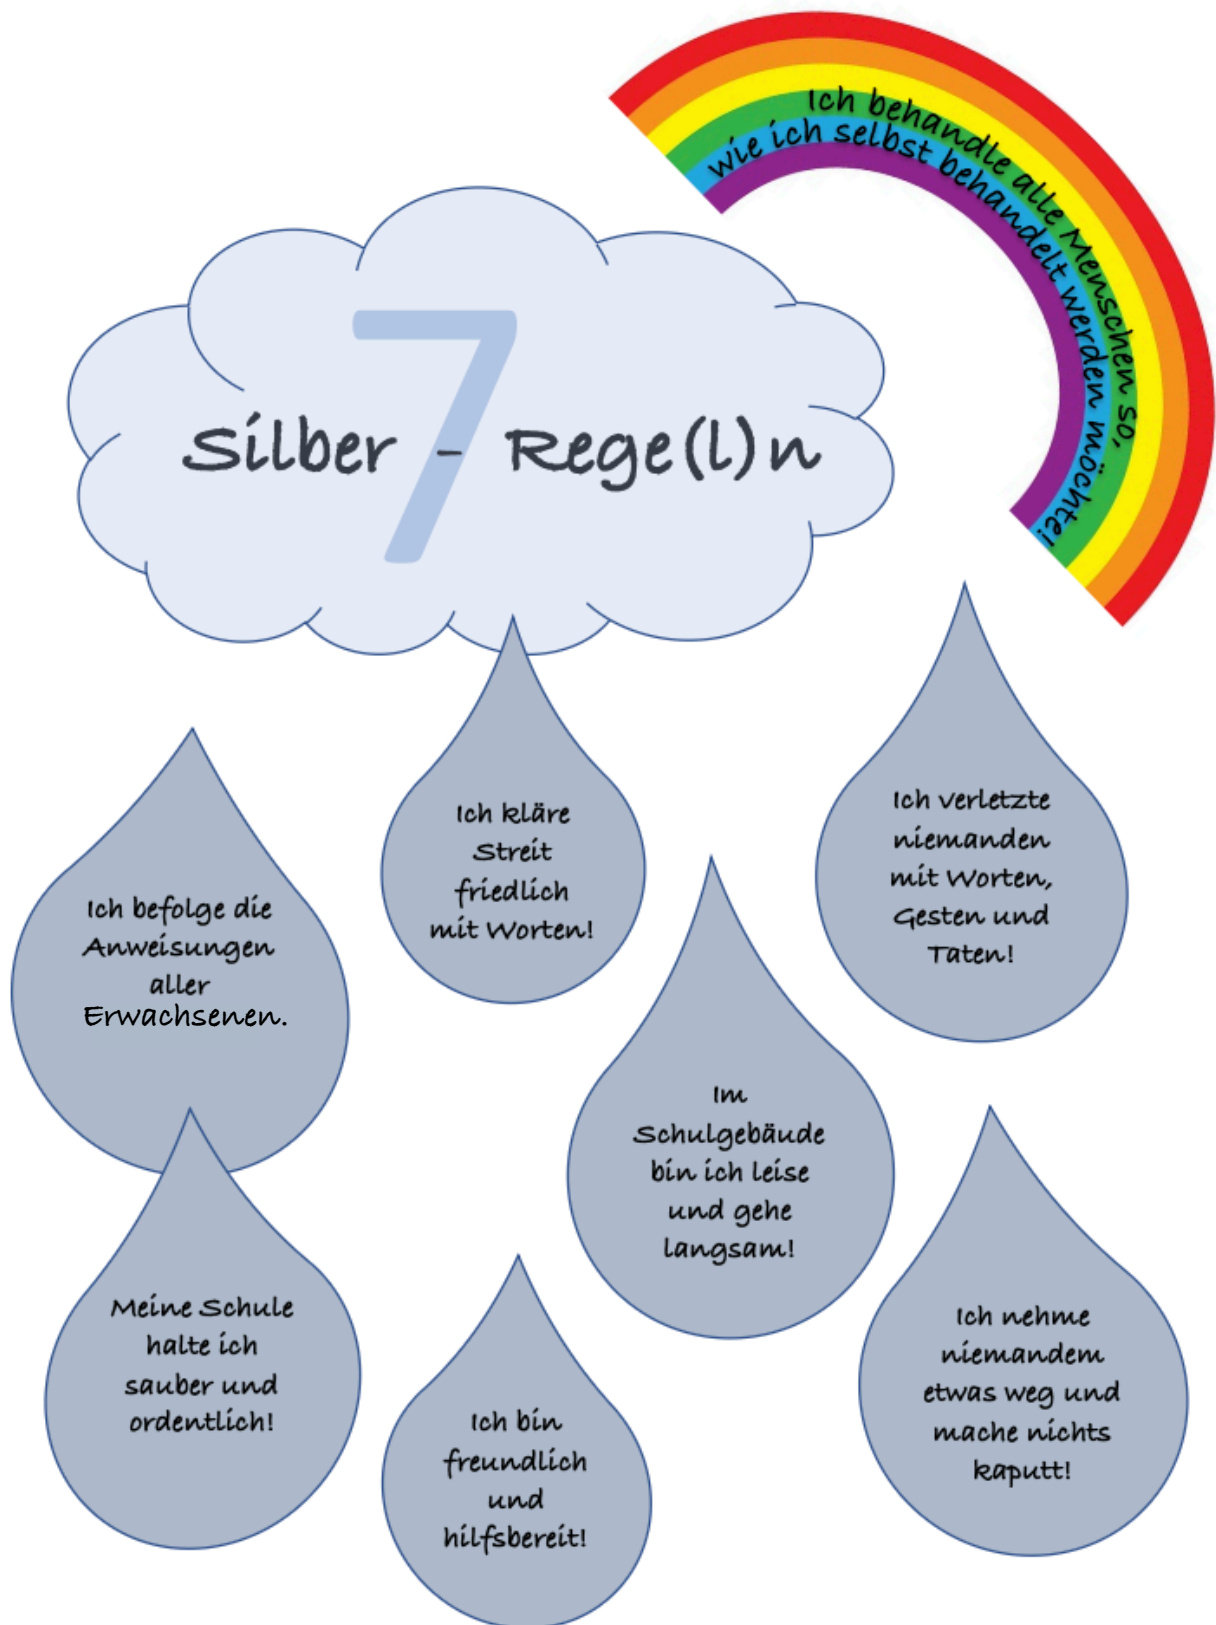 Ich behandle alle Menschen so,
wie ich selbst behandelt werden möchte!
7
Silber - Rege(l)n
Ich kläre
Streit
friedlich
mit Worten!
Ich verletzte
niemanden
mit Worten,
Gesten und
Taten!
Ich befolge die
Anweisungen
aller
Erwachsenen.
Im
Schulgebäude
bin ich leise
und gehe
langsam!
Meine Schule
halte ich
sauber und
ordentlich!
Ich bin
freundlich
und
hilfsbereit!
Ich nehme
niemandem
etwas weg und
mache nichts
kaputt!